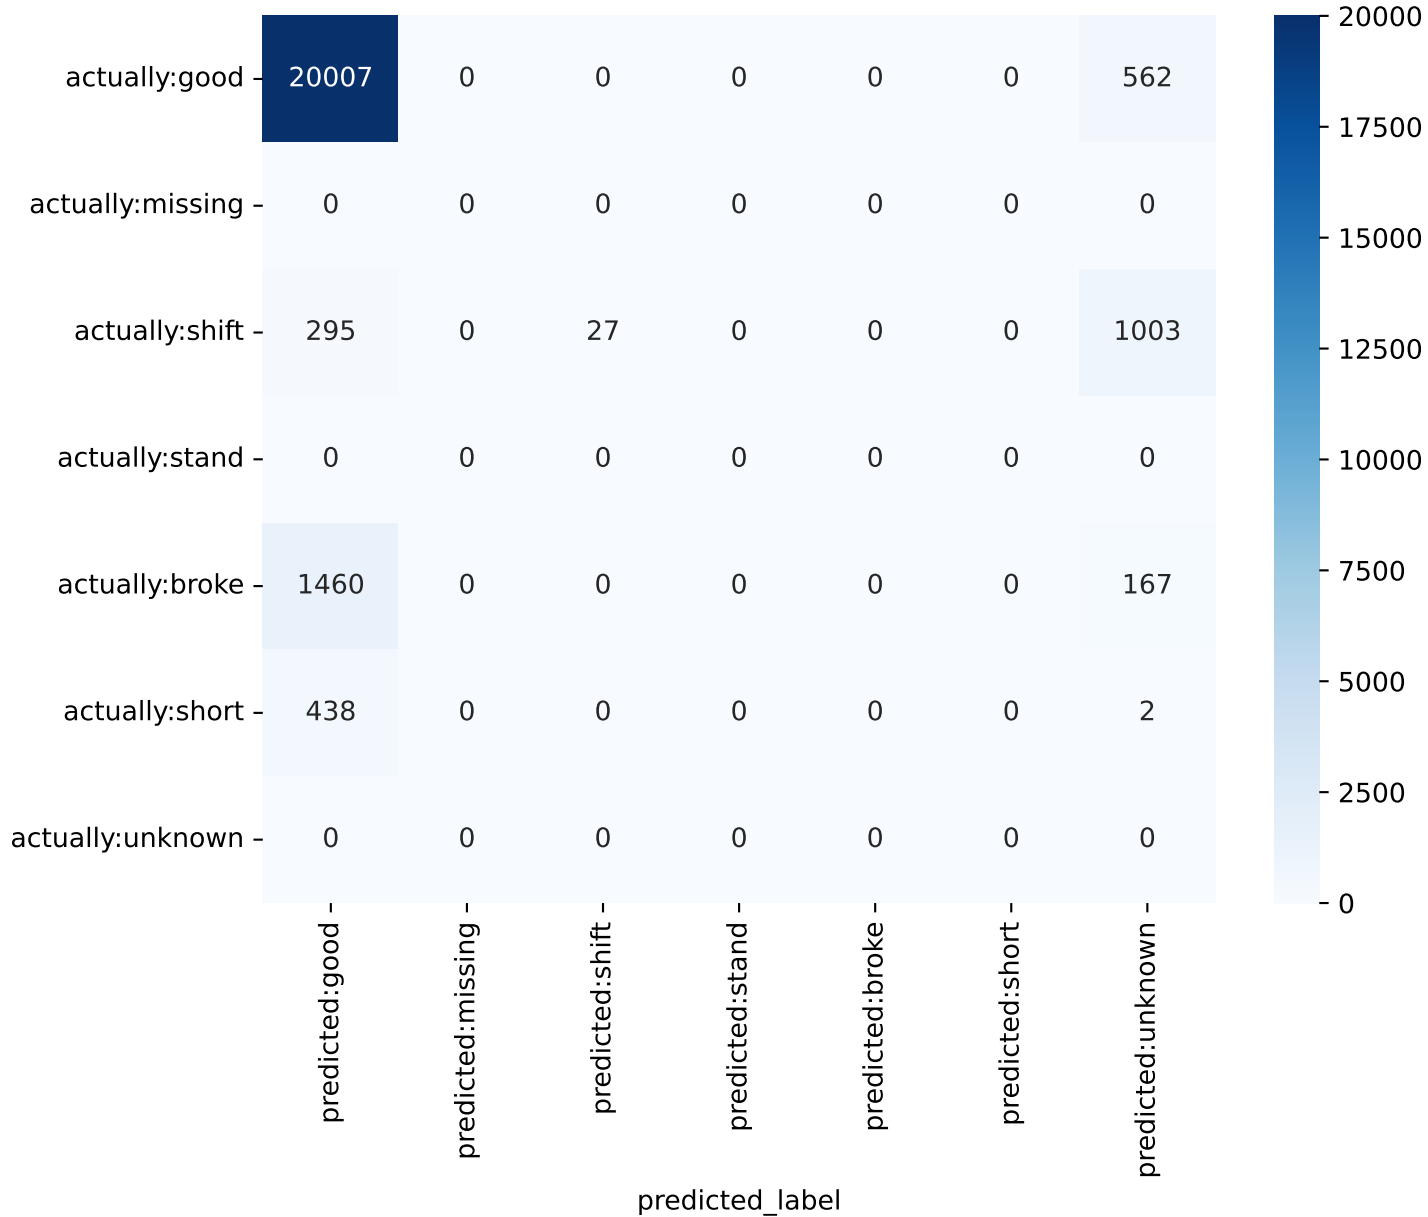 20000
actually:good 20007 0 0 0 0 0 562
17500
actually:missing 0 0 0 0 0 0 0
15000
actually:shift 295 0 27 0 0 0 1003
12500
actually:stand 0 0 0 0 0 0 0
10000
7500
actually:broke 1460 0 0 0 0 0 167
5000
actually:short 438 0 0 0 0 0 2
2500
actually:unknown 0 0 0 0 0 0 0
0
predicted:good
predicted:missing
predicted:shift
predicted:stand
predicted:broke
predicted:short
predicted:unknown
predicted_label